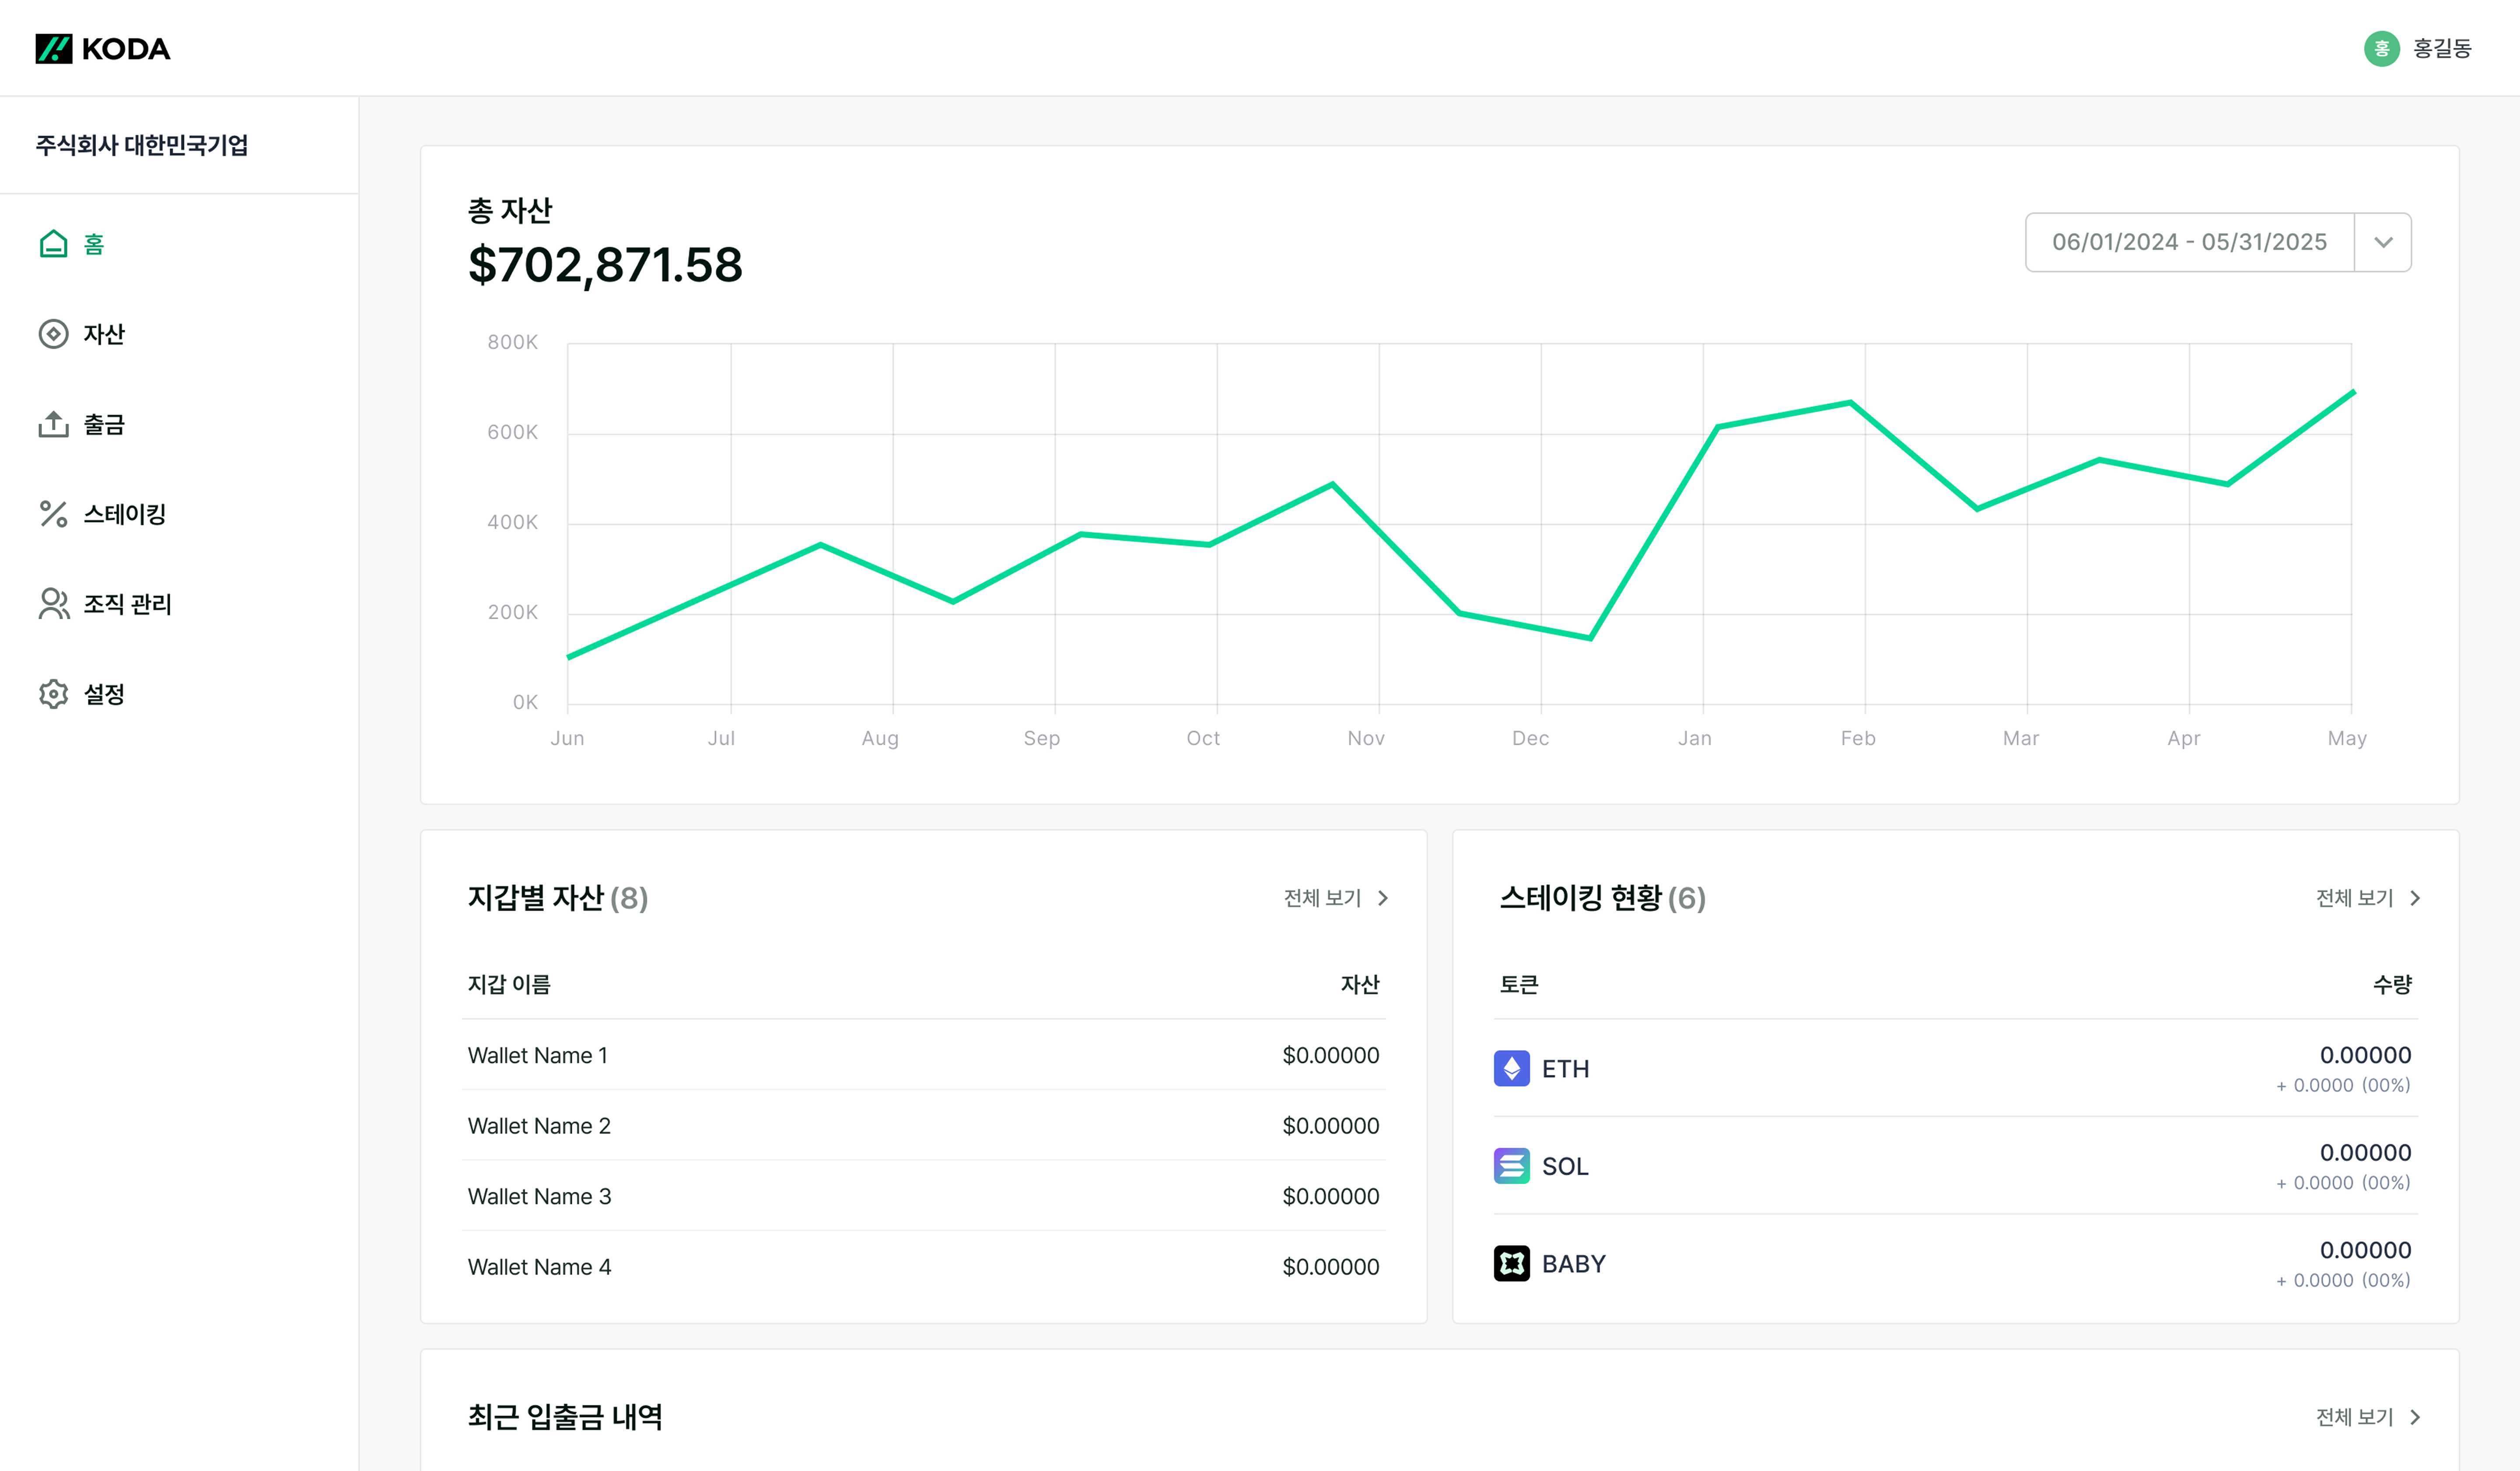 KODA
홍 홍길동
주식회사 대한민국기업
홈
자산
출금
스테이킹
조직 관리
설정
총 자산
$702,871.58
06/01/2024 - 05/31/2025
800K
600K
400K
200K
0K
Jun Jul Aug Sep Oct Nov Dec Jan Feb Mar Apr May
지갑별 자산 (8)
전체 보기
지갑 이름 자산
Wallet Name 1 $0.00000
Wallet Name 2 $0.00000
Wallet Name 3 $0.00000
Wallet Name 4 $0.00000
스테이킹 현황 (6)
전체 보기
토큰 수량
ETH 0.00000
+ 0.0000 (00%)
SOL 0.00000
+ 0.0000 (00%)
BABY 0.00000
+ 0.0000 (00%)
최근 입출금 내역
전체 보기